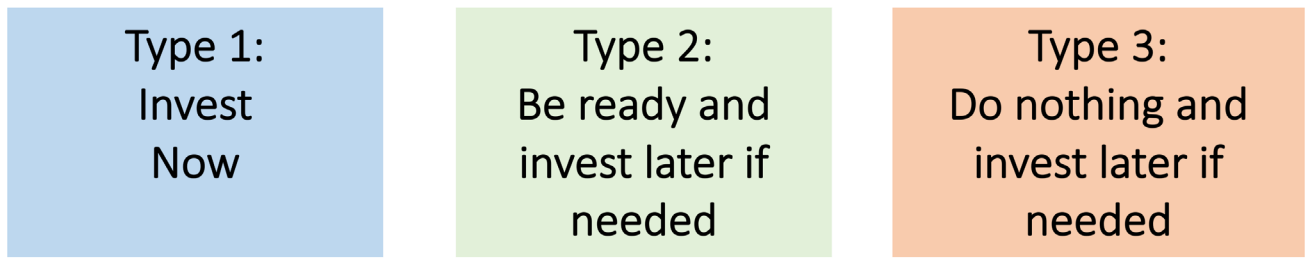 Type 1:
Invest
Now
Type 2:
Be ready and
invest later if
needed
Type 3:
Do nothing and
invest later if
needed